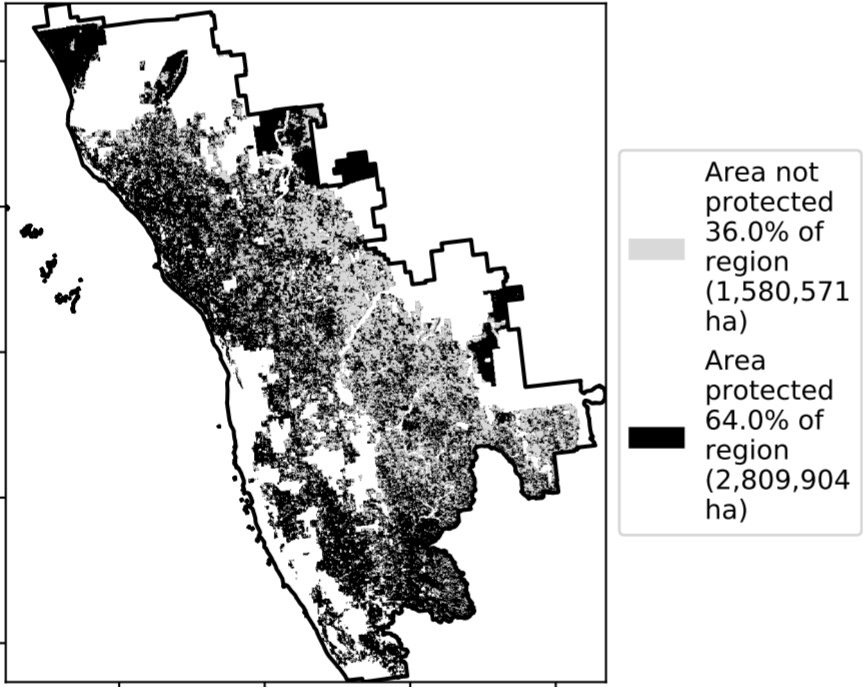 Area not
protected
36.0% of
region
(1,580,571
ha)
Area
protected
64.0% of
region
(2,809,904
ha)